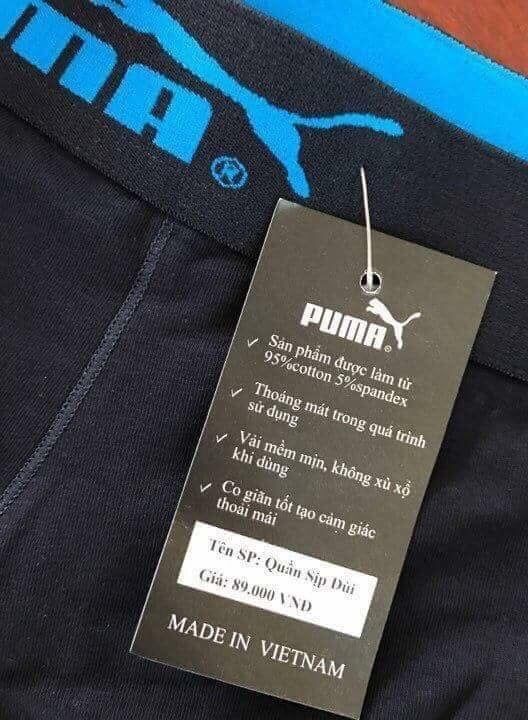 UMA
®
PUMA
®
✓ Sản phẩm được làm từ
95%cotton 5%spandex
✓ Thoáng mát trong quá trình
sử dụng
✓ Vải mềm mịn, không xù xổ
khi dùng
✓ Co giãn tốt tạo cảm giác
thoải mái
Tên SP: Quần Sịp Đùi
Giá: 89.000 VNĐ
MADE IN VIETNAM